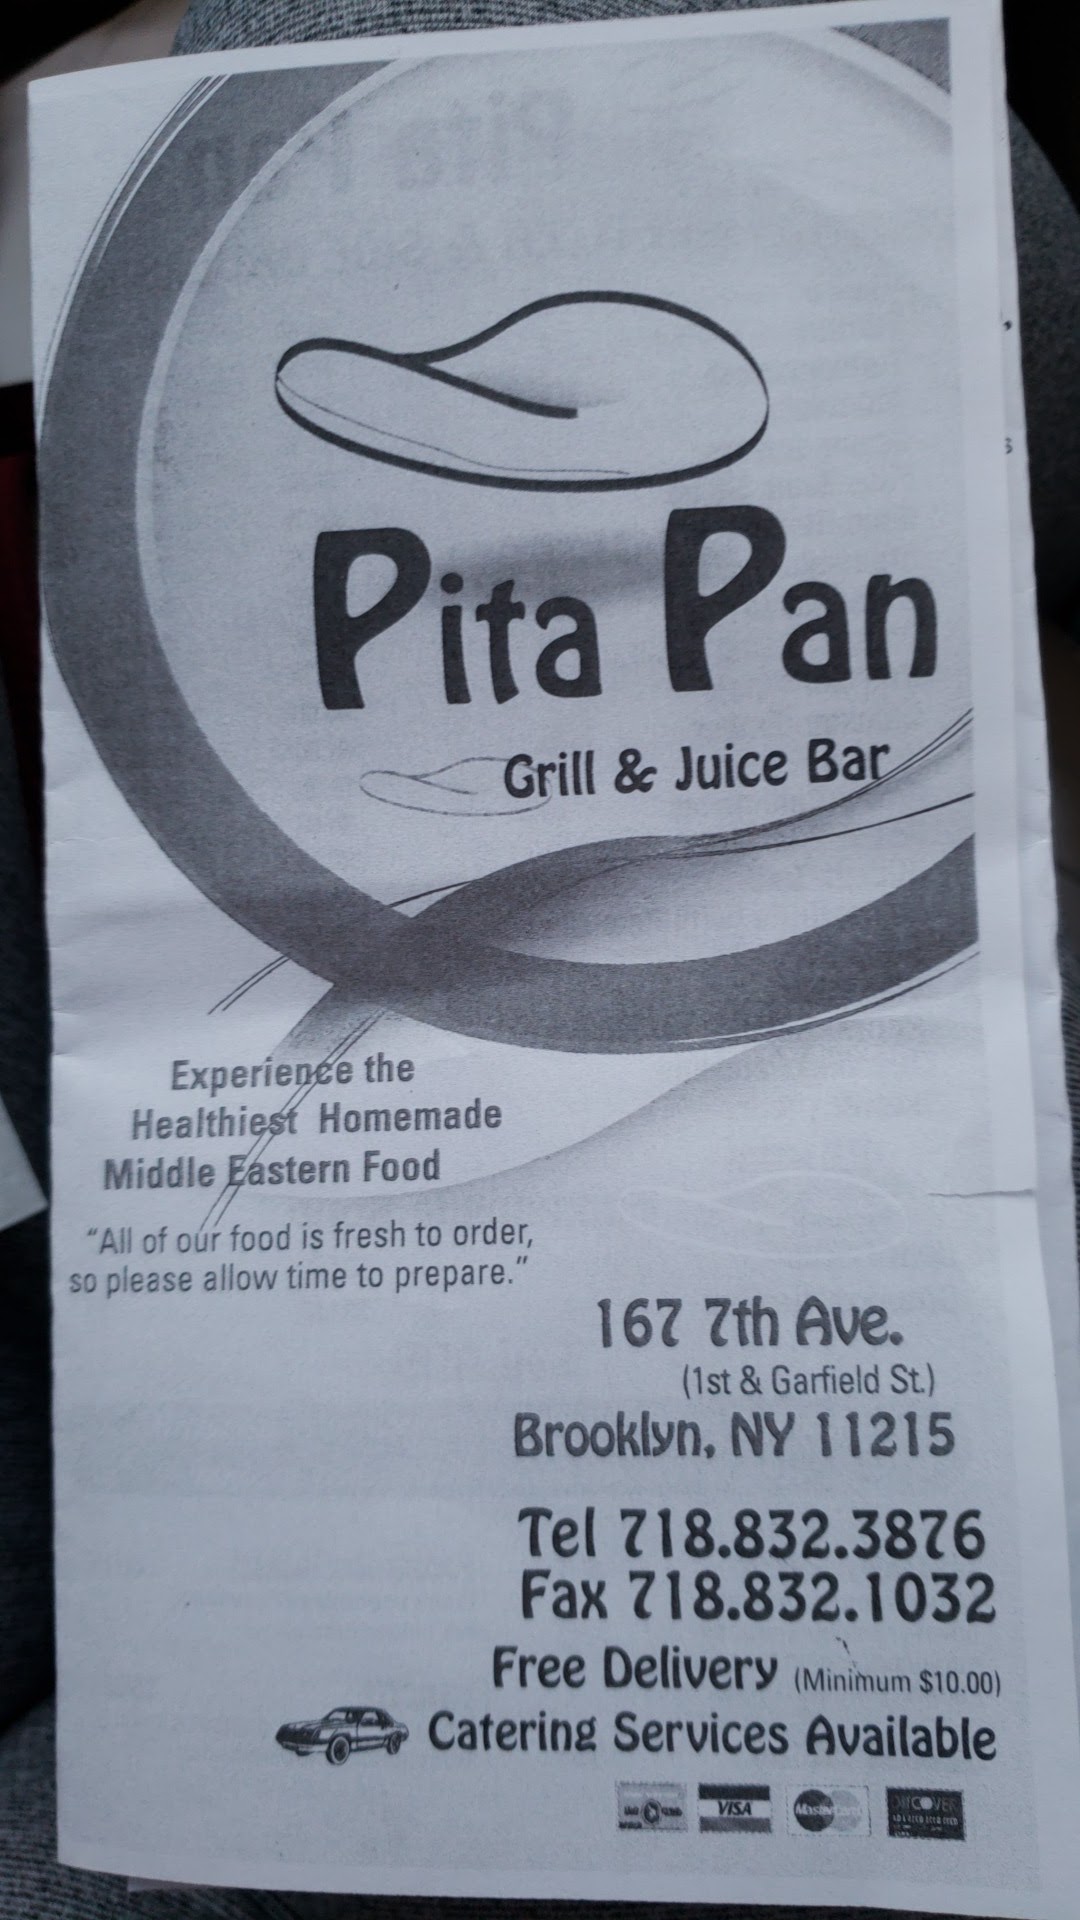 Pita Pan
Grill & Juice Bar
Experience the
Healthiest Homemade
Middle Eastern Food
"All of our food is fresh to order,
so please allow time to prepare."
167 7th Ave.
(1st & Garfield St.)
Brooklyn, NY 11215
Tel 718.832.3876
Fax 718.832.1032
Free Delivery (Minimum $10.00)
Catering Services Available
VISA MasterCard DISCOVER